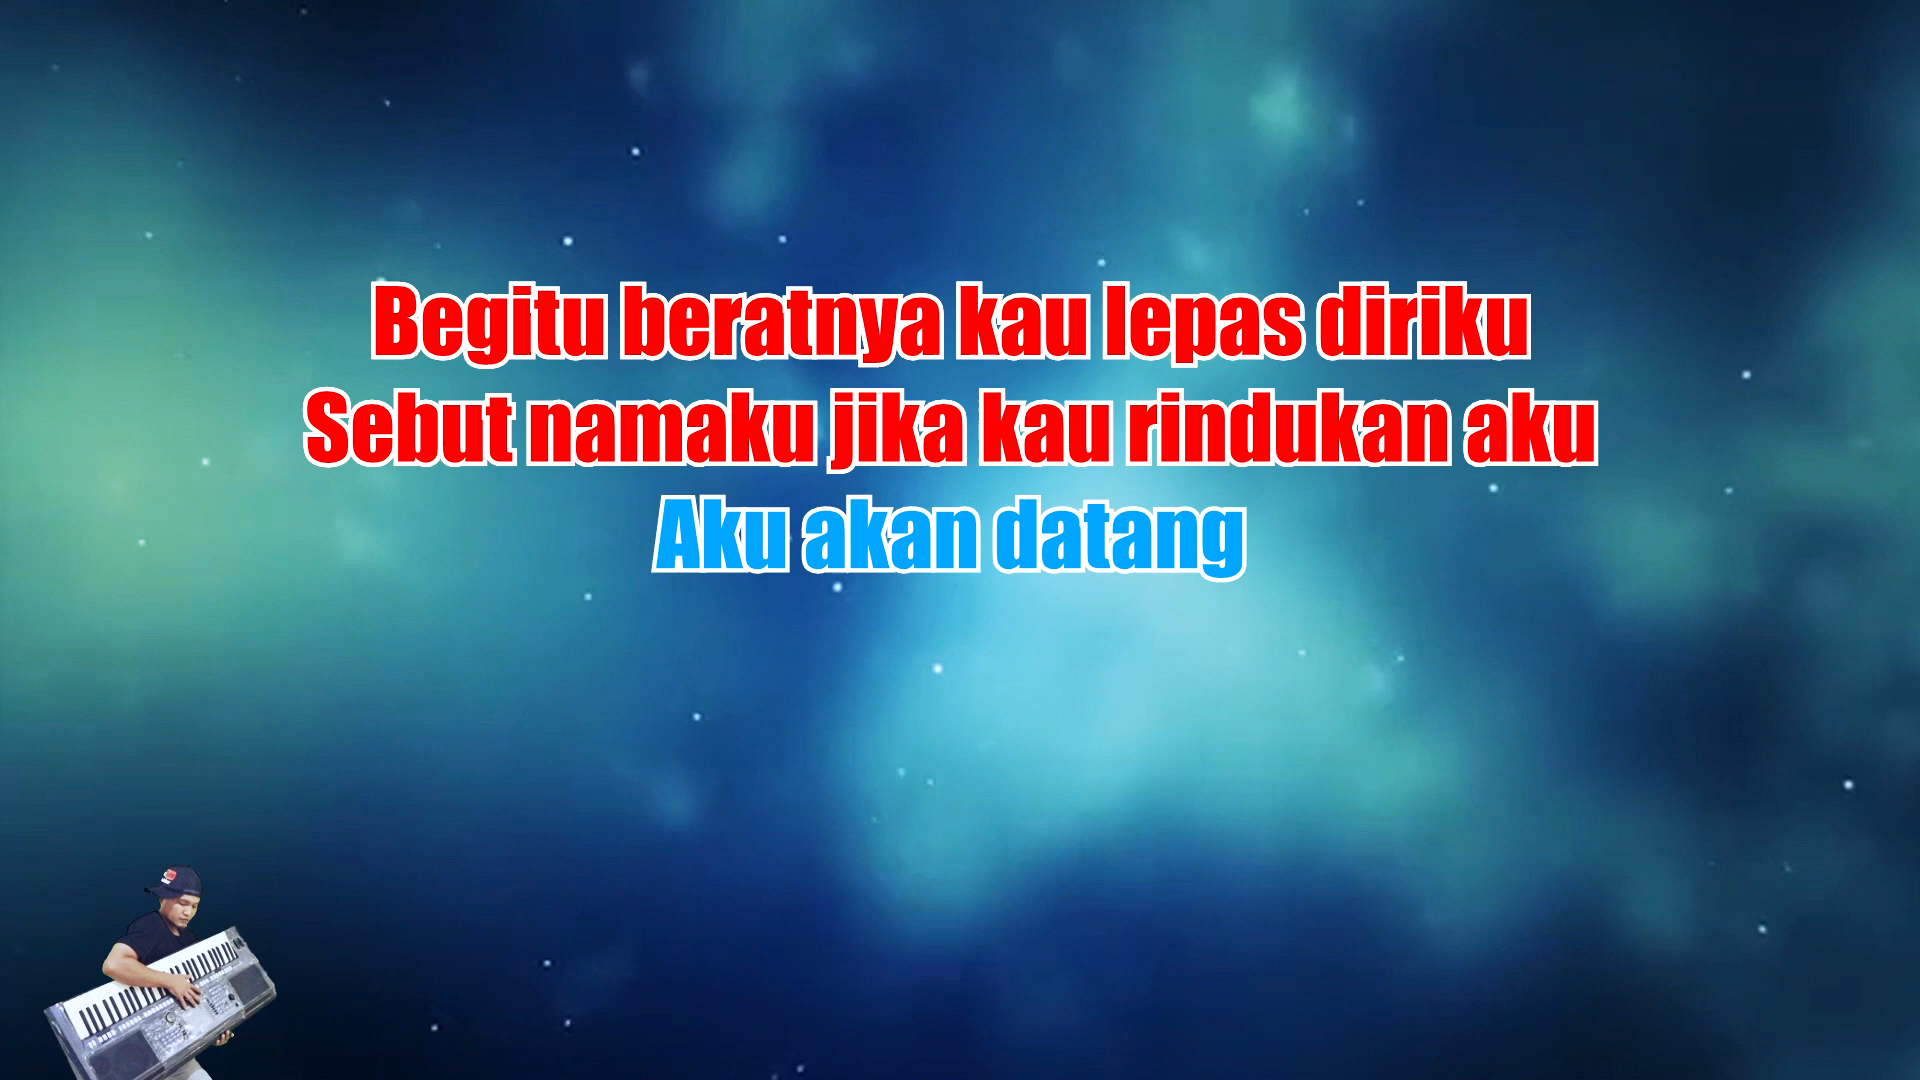 Begitu beratnya kau lepas diriku
Sebut namaku jika kau rindukan aku
Aku akan datang